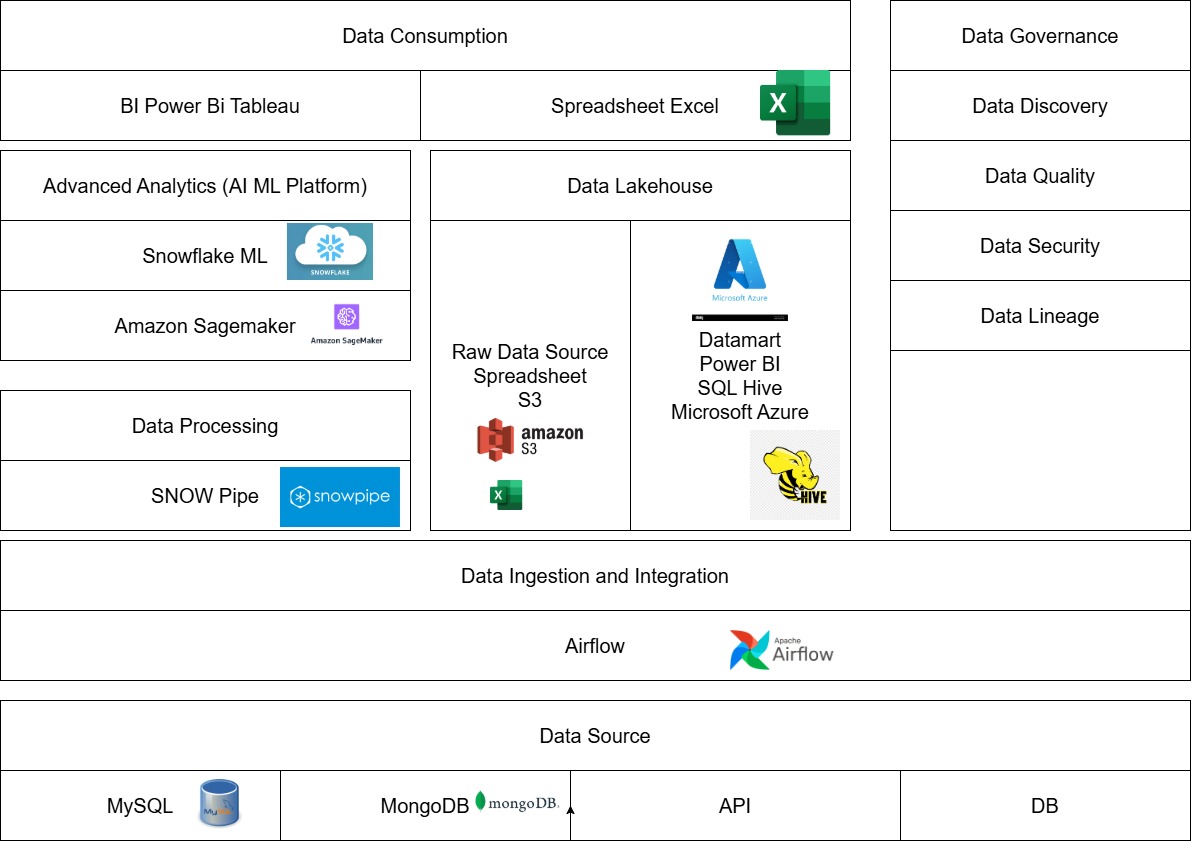 Data Consumption
BI Power Bi Tableau
Spreadsheet Excel
X
Data Governance
Data Discovery
Data Quality
Data Security
Data Lineage
Advanced Analytics (AI ML Platform)
Snowflake ML
SNOWFLAKE
Amazon Sagemaker
Amazon SageMaker
Data Processing
SNOW Pipe
snowpipe
Data Lakehouse
Raw Data Source
Spreadsheet
S3
amazon
S3
X
Microsoft Azure
Datamart
Power BI
SQL Hive
Microsoft Azure
HIVE
Data Ingestion and Integration
Airflow
Apache
Airflow
Data Source
MySQL
MongoDB
mongoDB.
API
DB